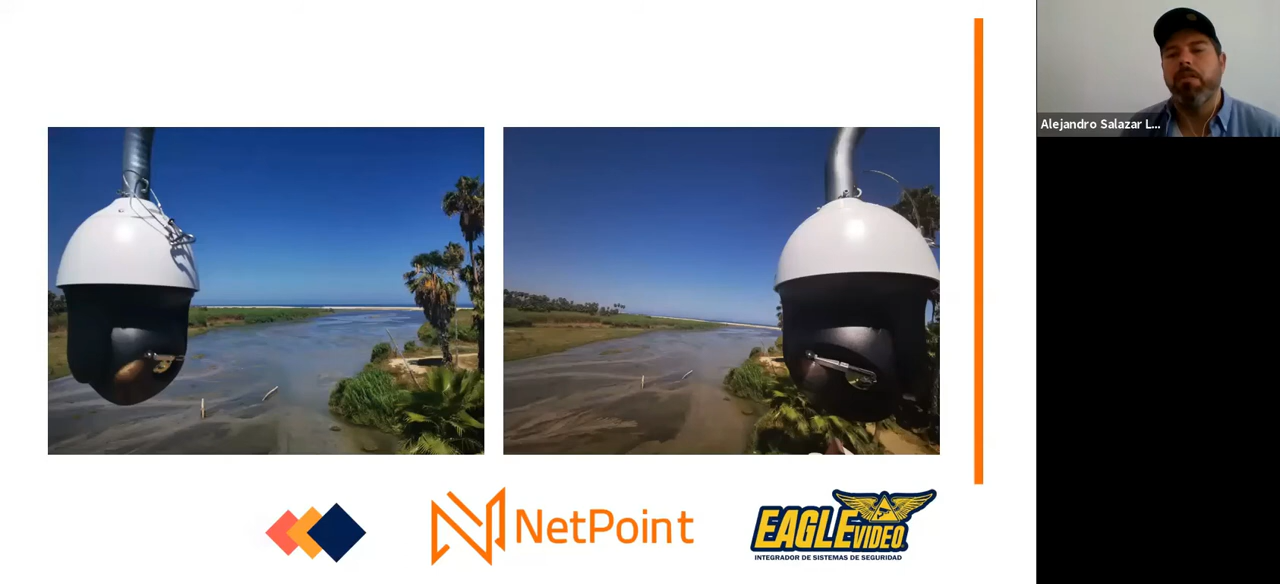 Alejandro Salazar L...
NetPoint
EAGLE VIDEO
INTEGRADOR DE SISTEMAS DE SEGURIDAD